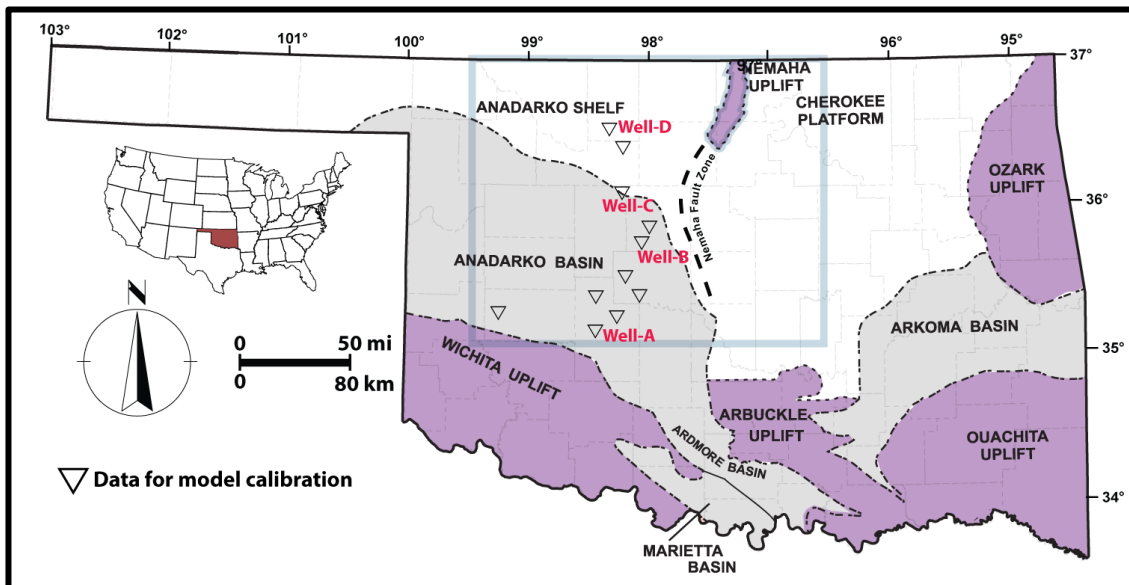 103°
102°
101°
100°
99°
98°
96°
95°
37°
97°
NEMAHA
UPLIFT
ANADARKO SHELF
CHEROKEE
PLATFORM
Well-D
OZARK
UPLIFT
Nemaha Fault Zone
36°
Well-C
Well-B
ANADARKO BASIN
N
ARKOMA BASIN
Well-A
0 50 mi
0 80 km
WICHITA UPLIFT
35°
ARBUCKLE
UPLIFT
OUACHITA
UPLIFT
ARDMORE BASIN
Data for model calibration
34°
MARIETTA
BASIN